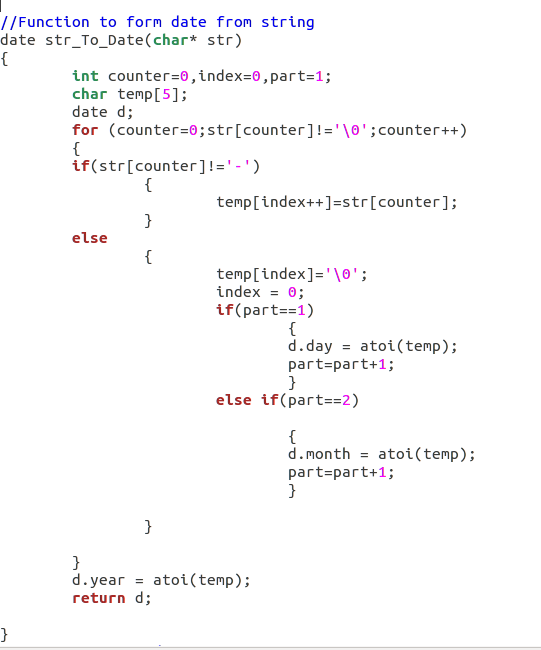 //Function to form date from string
date str_To_Date(char* str)
{
        int counter=0,index=0,part=1;
        char temp[5];
        date d;
        for (counter=0;str[counter]!='\0';counter++)
        {
        if(str[counter]!='-')
                {
                        temp[index++]=str[counter];
                }
        else
                {
                        temp[index]='\0';
                        index = 0;
                        if(part==1)
                                {
                                d.day = atoi(temp);
                                part=part+1;
                                }
                        else if(part==2)

                                {
                                d.month = atoi(temp);
                                part=part+1;
                                }

                }

        }
        d.year = atoi(temp);
        return d;

}